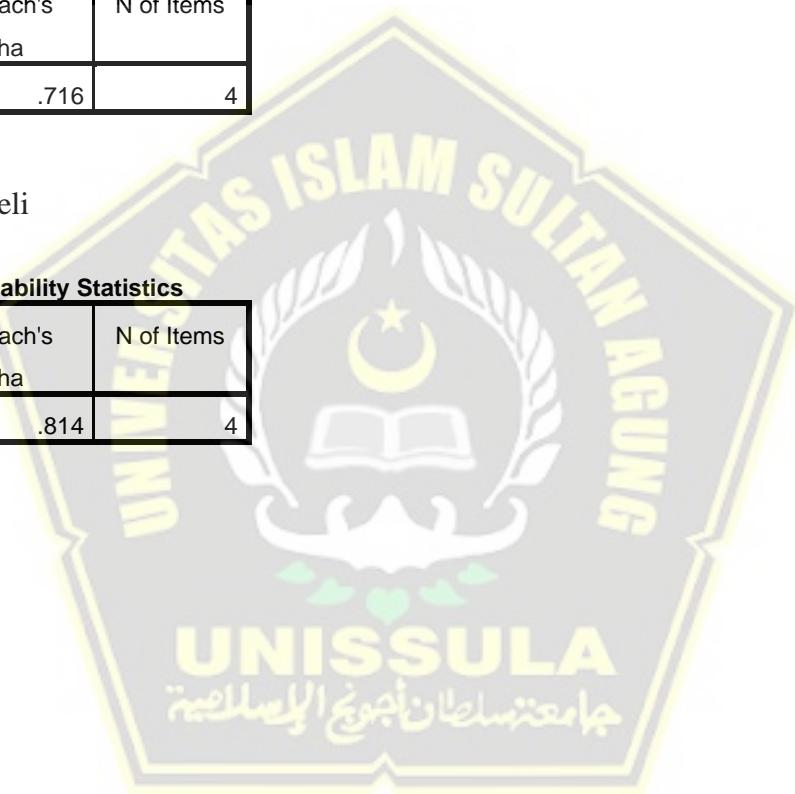 ach's N of Items
ha
.716 4
eli
ability Statistics
ach's N of Items
ha
.814 4
UNIVERSITAS ISLAM SULTAN AGUNG
UNISSULA
جامعة سلطان أجونج الإسلامية